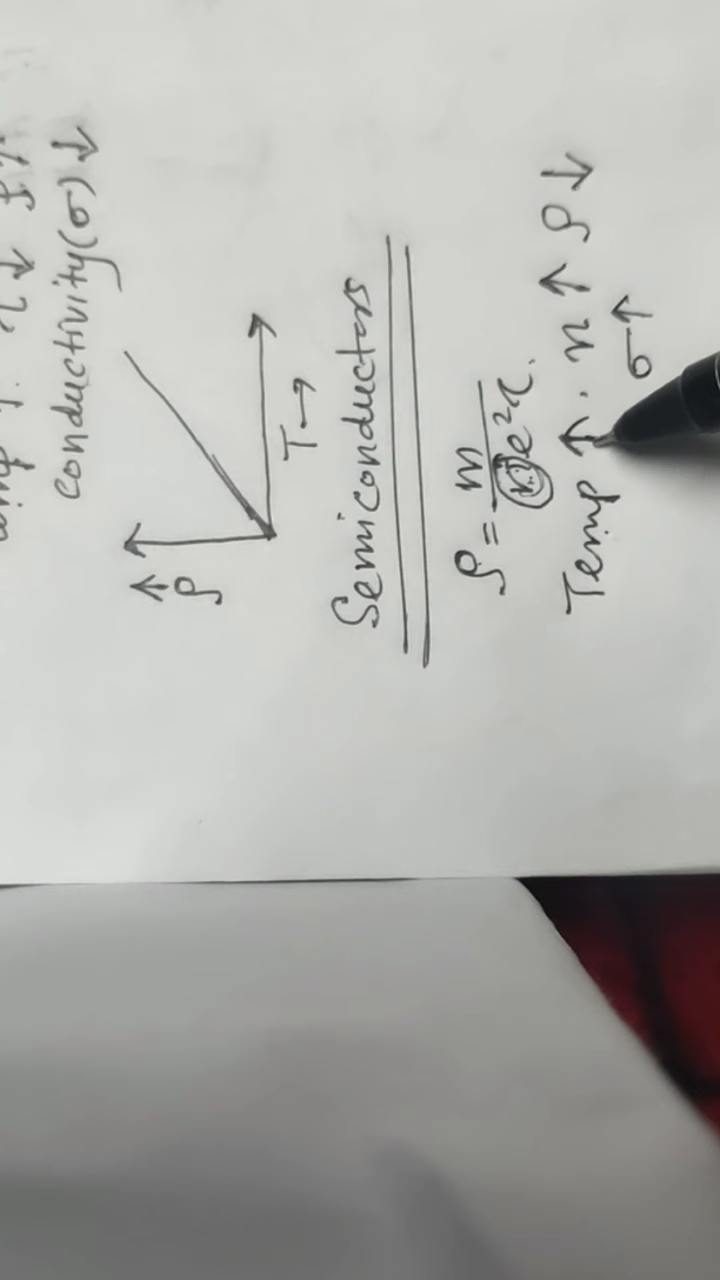 τ ↓ ρ↑
conductivity (σ) ↓
↑
ρ
T→
Semiconductors
ρ = m / ne²τ.
Temp ↑. n ↑ ρ ↓
σ ↑